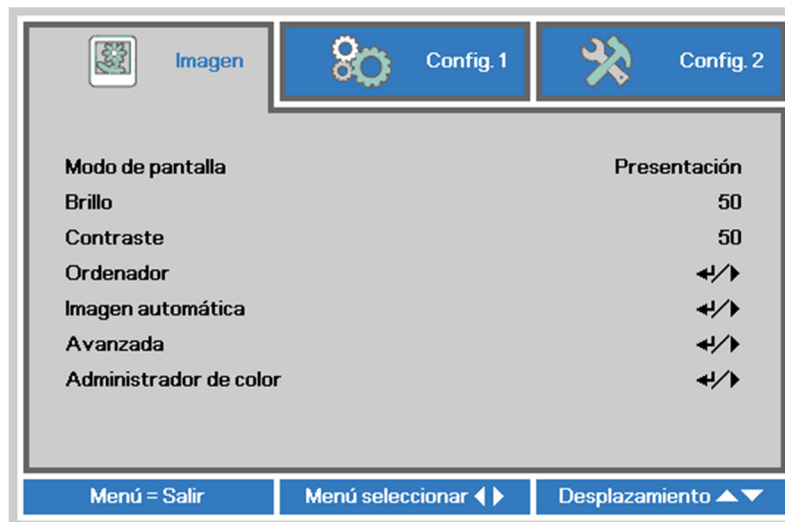 Imagen Config. 1 Config. 2
Modo de pantalla Presentación
Brillo 50
Contraste 50
Ordenador ↵/▶
Imagen automática ↵/▶
Avanzada ↵/▶
Administrador de color ↵/▶
Menú = Salir Menú seleccionar ◀▶ Desplazamiento ▲▼